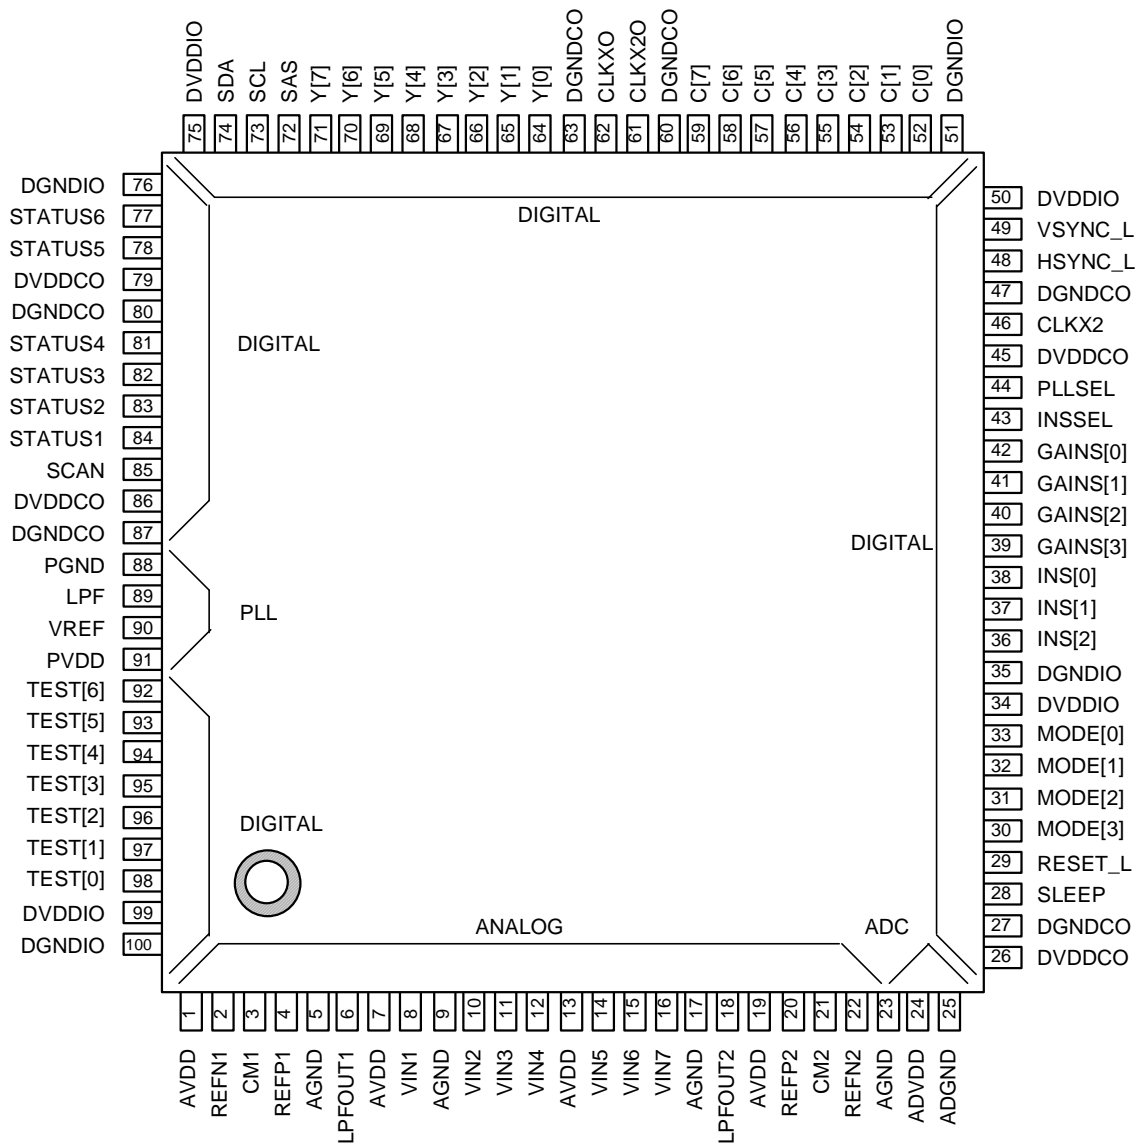 DVDDIO
SDA
SCL
SAS
Y[7]
Y[6]
Y[5]
Y[4]
Y[3]
Y[2]
Y[1]
Y[0]
DGNDCO
CLKXO
CLKX2O
DGNDCO
C[7]
C[6]
C[5]
C[4]
C[3]
C[2]
C[1]
C[0]
DGNDIO
75
74
73
72
71
70
69
68
67
66
65
64
63
62
61
60
59
58
57
56
55
54
53
52
51
DGNDIO 76
STATUS6 77
STATUS5 78
DVDDCO 79
DGNDCO 80
STATUS4 81
STATUS3 82
STATUS2 83
STATUS1 84
SCAN 85
DVDDCO 86
DGNDCO 87
PGND 88
LPF 89
VREF 90
PVDD 91
TEST[6] 92
TEST[5] 93
TEST[4] 94
TEST[3] 95
TEST[2] 96
TEST[1] 97
TEST[0] 98
DVDDIO 99
DGNDIO 100
DIGITAL
DIGITAL
DIGITAL
PLL
DIGITAL
ANALOG
ADC
50 DVDDIO
49 VSYNC_L
48 HSYNC_L
47 DGNDCO
46 CLKX2
45 DVDDCO
44 PLLSEL
43 INSSEL
42 GAINS[0]
41 GAINS[1]
40 GAINS[2]
39 GAINS[3]
38 INS[0]
37 INS[1]
36 INS[2]
35 DGNDIO
34 DVDDIO
33 MODE[0]
32 MODE[1]
31 MODE[2]
30 MODE[3]
29 RESET_L
28 SLEEP
27 DGNDCO
26 DVDDCO
1
2
3
4
5
6
7
8
9
10
11
12
13
14
15
16
17
18
19
20
21
22
23
24
25
AVDD
REFN1
CM1
REFP1
AGND
LPFOUT1
AVDD
VIN1
AGND
VIN2
VIN3
VIN4
AVDD
VIN5
VIN6
VIN7
AGND
LPFOUT2
AVDD
REFP2
CM2
REFN2
AGND
ADVDD
ADGND